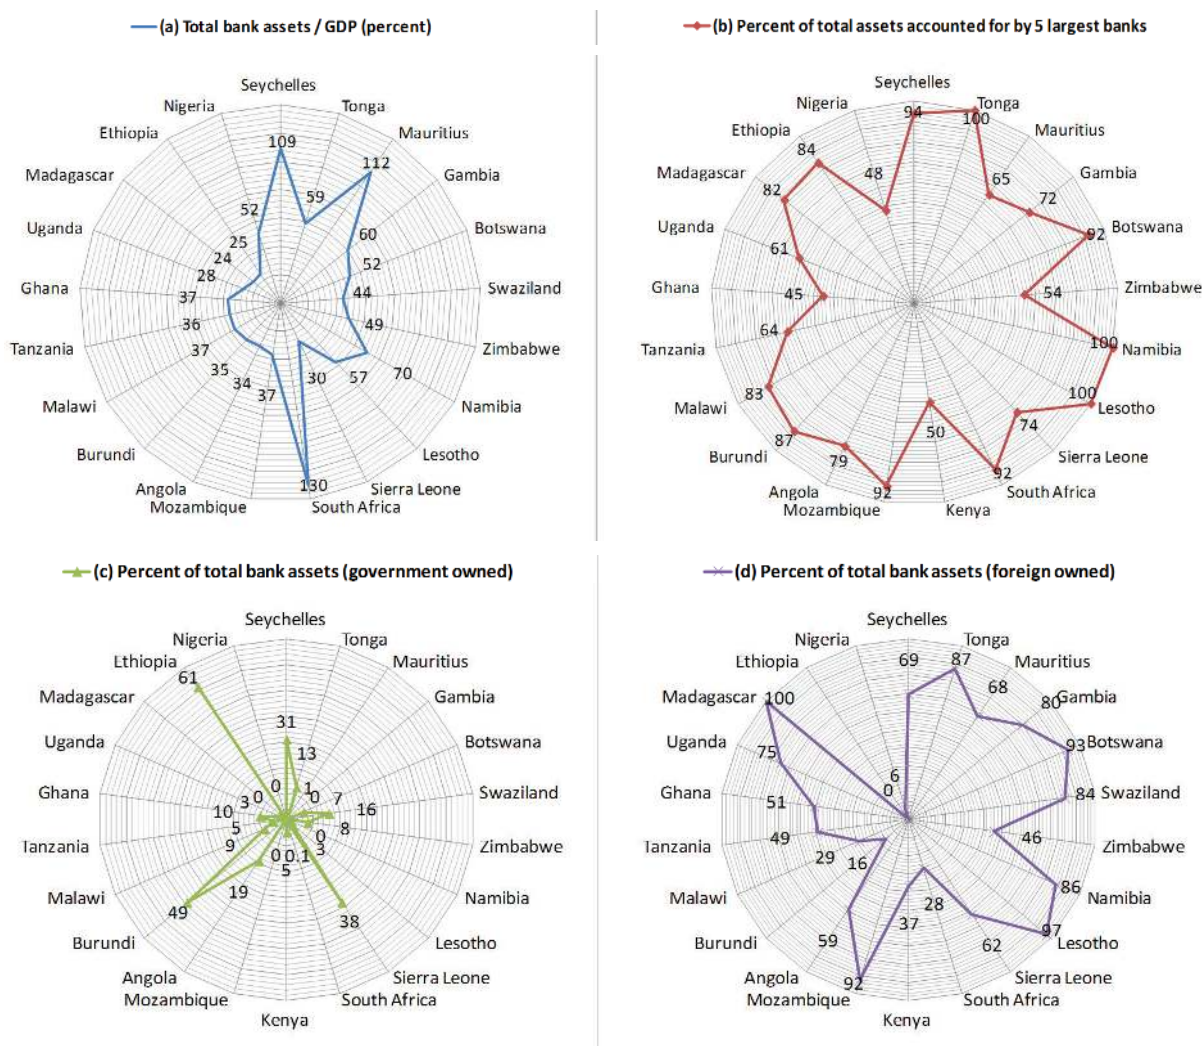 (a) Total bank assets / GDP (percent)
Seychelles
Nigeria
Tonga
Ethiopia
Mauritius
109
112
Madagascar
Gambia
59
52
Uganda
60
Botswana
25
24
52
28
Ghana
37
44
Swaziland
36
49
Tanzania
Zimbabwe
37
35
34
37
30
57
70
Malawi
Namibia
Burundi
Lesotho
Angola
130
Sierra Leone
Mozambique
South Africa
(b) Percent of total assets accounted for by 5 largest banks
Seychelles
Nigeria
Tonga
94
100
Ethiopia
Mauritius
84
48
65
Madagascar
Gambia
82
72
Uganda
Botswana
92
61
Ghana
45
54
Zimbabwe
64
Tanzania
100
Namibia
83
100
Malawi
Lesotho
87
50
74
Burundi
79
Sierra Leone
92
92
Angola
South Africa
Mozambique
Kenya
(c) Percent of total bank assets (government owned)
Seychelles
Nigeria
Tonga
Ethiopia
Mauritius
61
Madagascar
Gambia
31
Uganda
13
Botswana
0
1
Ghana
3
0
0
7
Swaziland
10
16
5
8
Tanzania
9
0
Zimbabwe
0
0.1
3
5
Malawi
19
Namibia
49
38
Burundi
Lesotho
Angola
Sierra Leone
Mozambique
South Africa
Kenya
(d) Percent of total bank assets (foreign owned)
Seychelles
Nigeria
Tonga
69
87
Ethiopia
Mauritius
68
Madagascar
100
80
Gambia
Uganda
75
93
Botswana
6
0
Ghana
51
84
Swaziland
49
46
Tanzania
Zimbabwe
29
16
86
Malawi
28
Namibia
37
97
59
62
Burundi
Lesotho
Angola
92
Sierra Leone
Mozambique
South Africa
Kenya